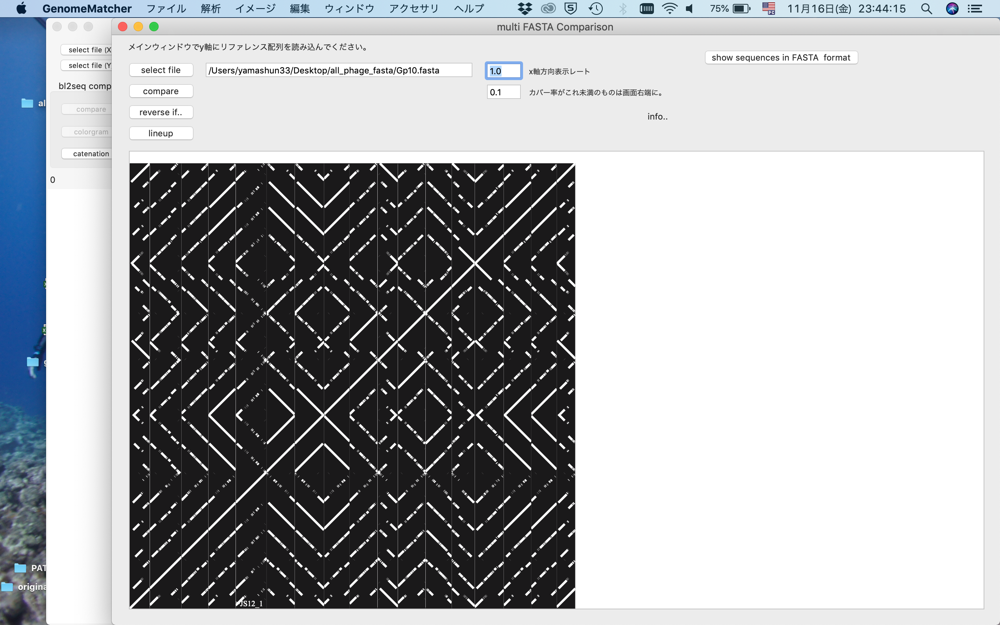 GenomeMatcher ファイル 解析 イメージ 編集 ウィンドウ アクセサリ ヘルプ 75% PC 11月16日(金) 23:44:15
multi FASTA Comparison
メインウィンドウでy軸にリファレンス配列を読み込んでください。
select file (X
select file (Y
show sequences in FASTA format
select file /Users/yamashun33/Desktop/all_phage_fasta/Gp10.fasta 1.0 x軸方向表示レート
bl2seq comp
compare 0.1 カバー率がこれ未満のものは画面右端に。
al
compare
reverse if..
info..
colorgram
lineup
catenation
0
PAT
origina
JS12_1